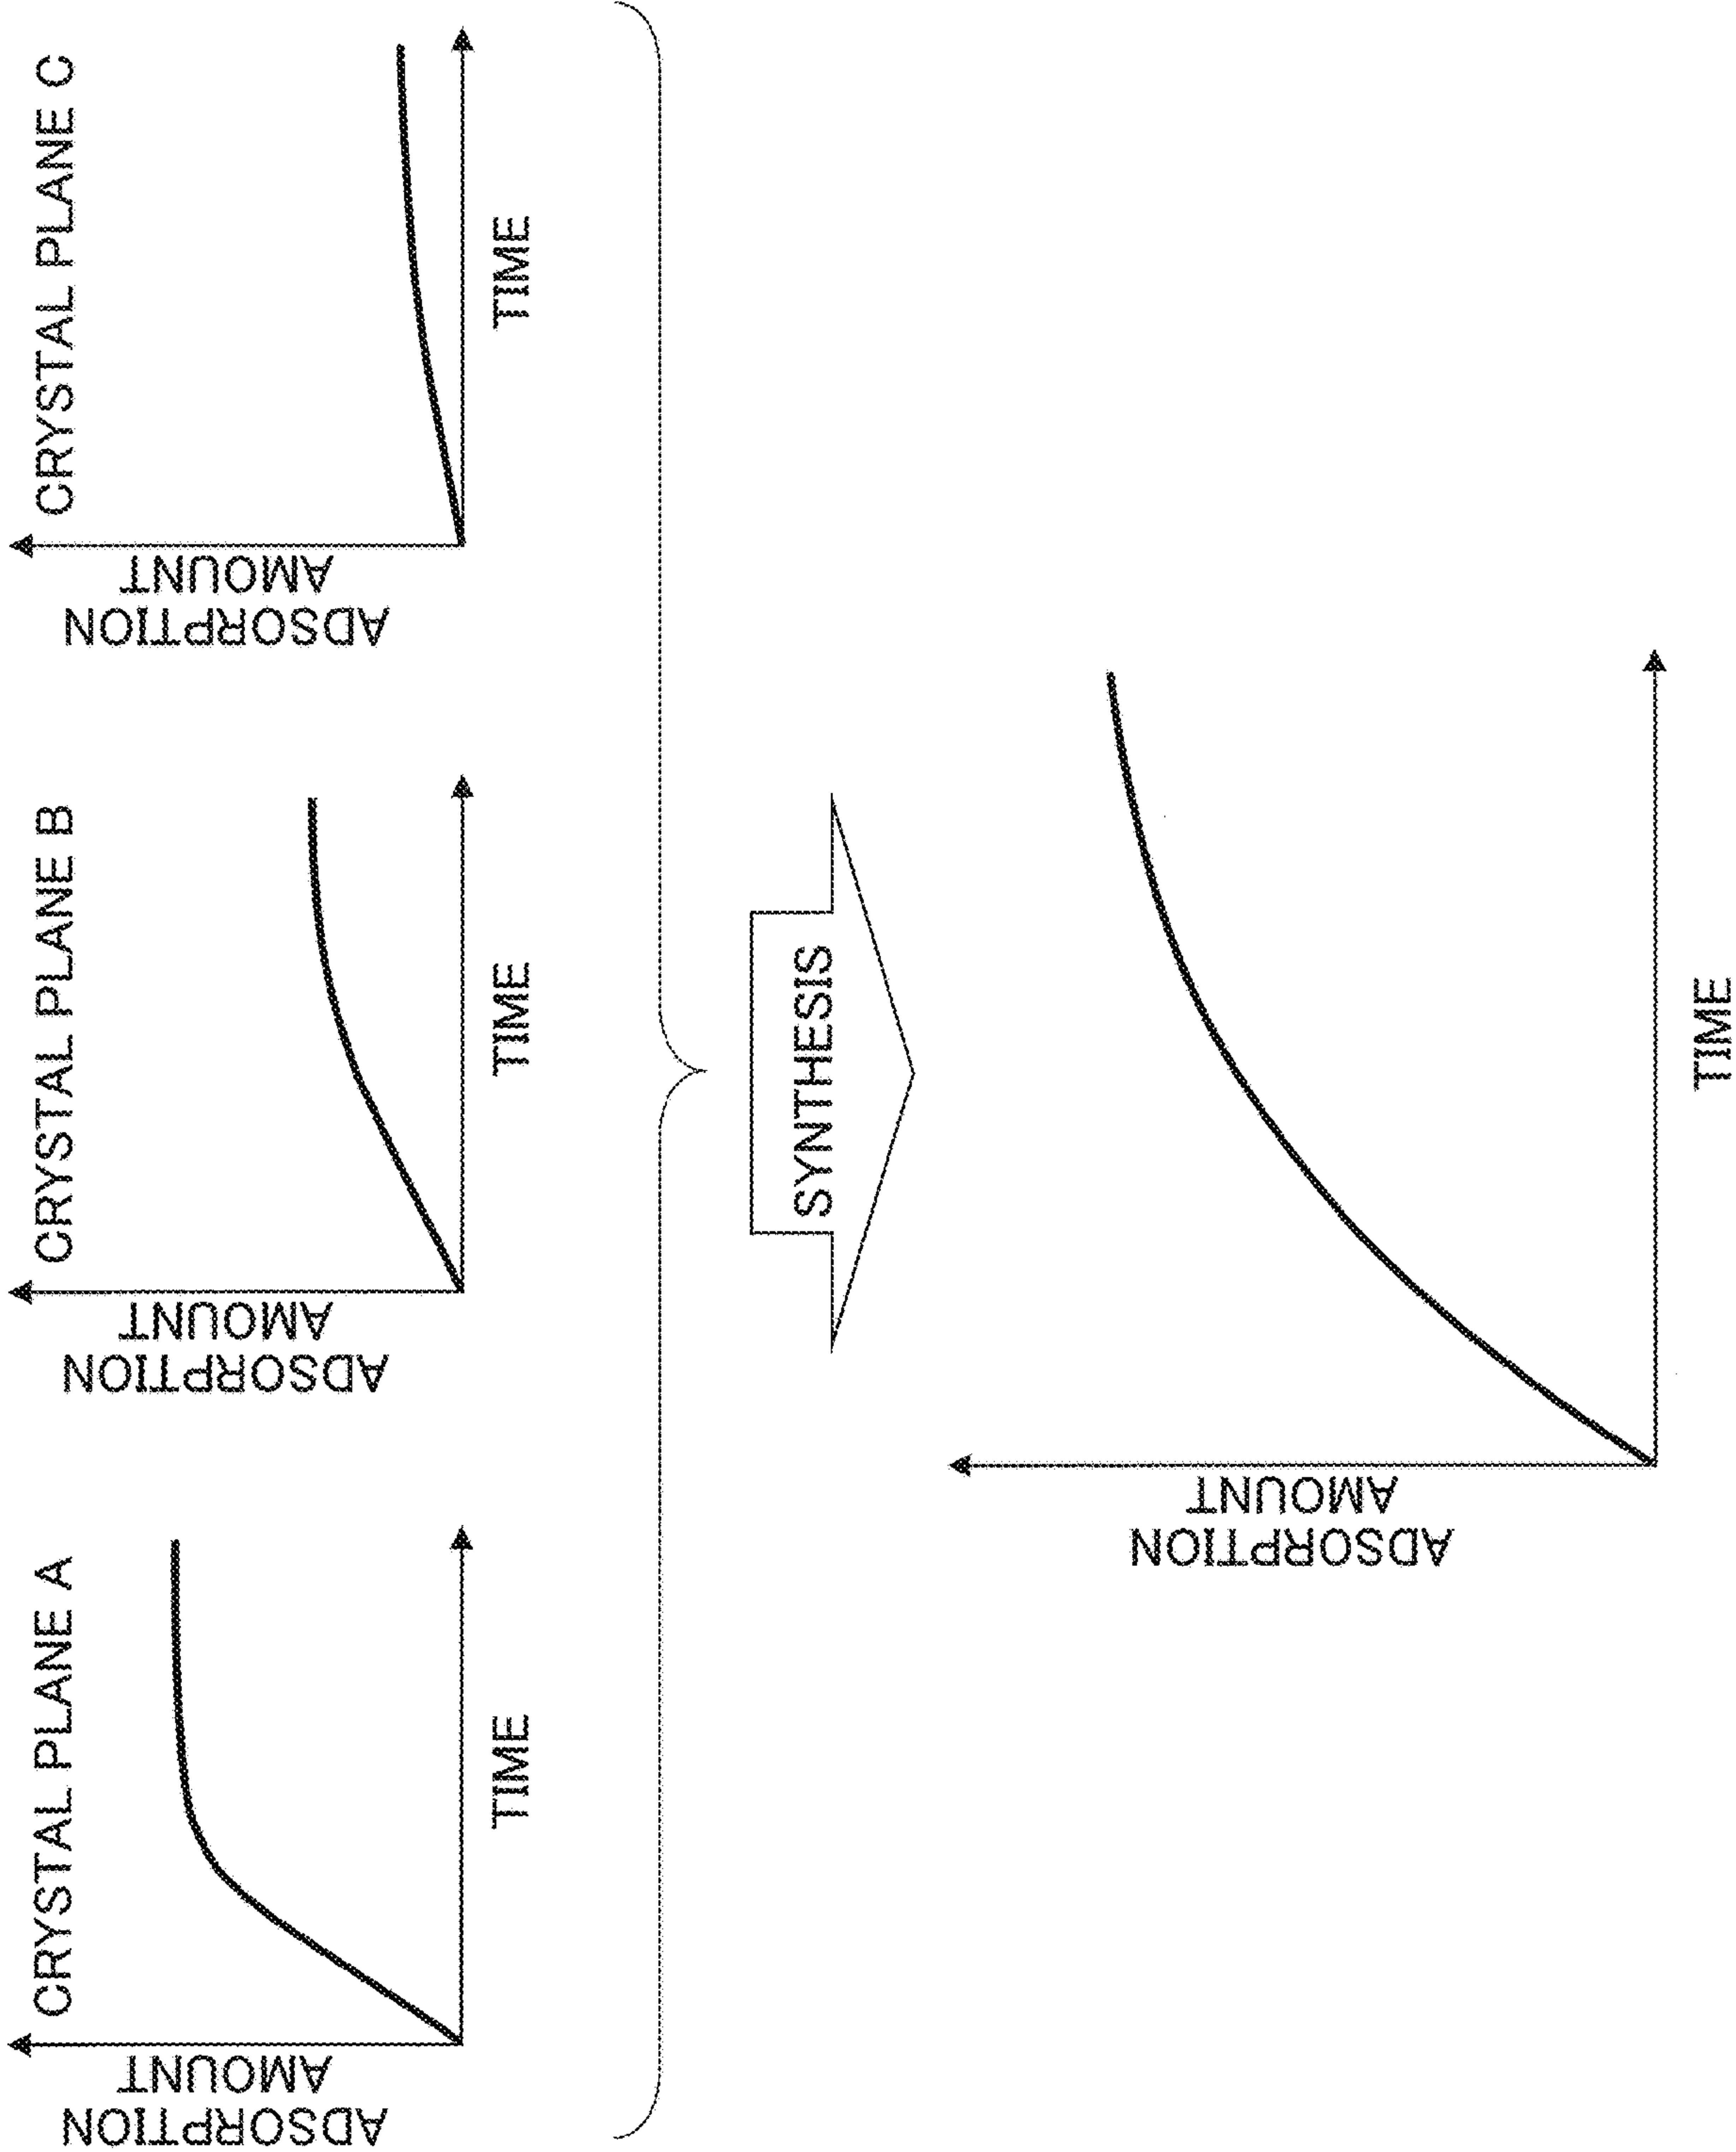 CRYSTAL PLANE A
ADSORPTION
AMOUNT
TIME
CRYSTAL PLANE B
ADSORPTION
AMOUNT
TIME
CRYSTAL PLANE C
ADSORPTION
AMOUNT
TIME
SYNTHESIS
ADSORPTION
AMOUNT
TIME